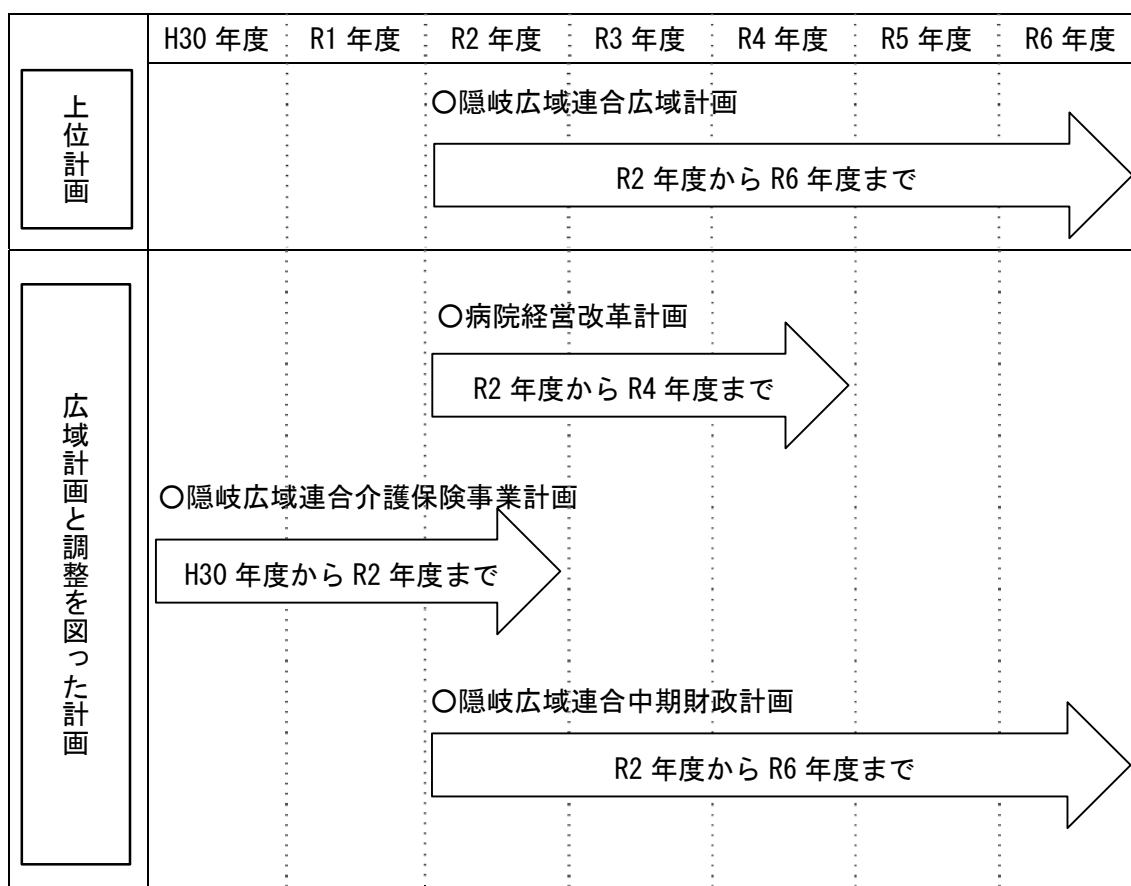 H30 年度 R1 年度 R2 年度 R3 年度 R4 年度 R5 年度 R6 年度
上位計画
○隠岐広域連合広域計画
R2 年度から R6 年度まで
広域計画と調整を図った計画
○病院経営改革計画
R2 年度から R4 年度まで
○隠岐広域連合介護保険事業計画
H30 年度から R2 年度まで
○隠岐広域連合中期財政計画
R2 年度から R6 年度まで